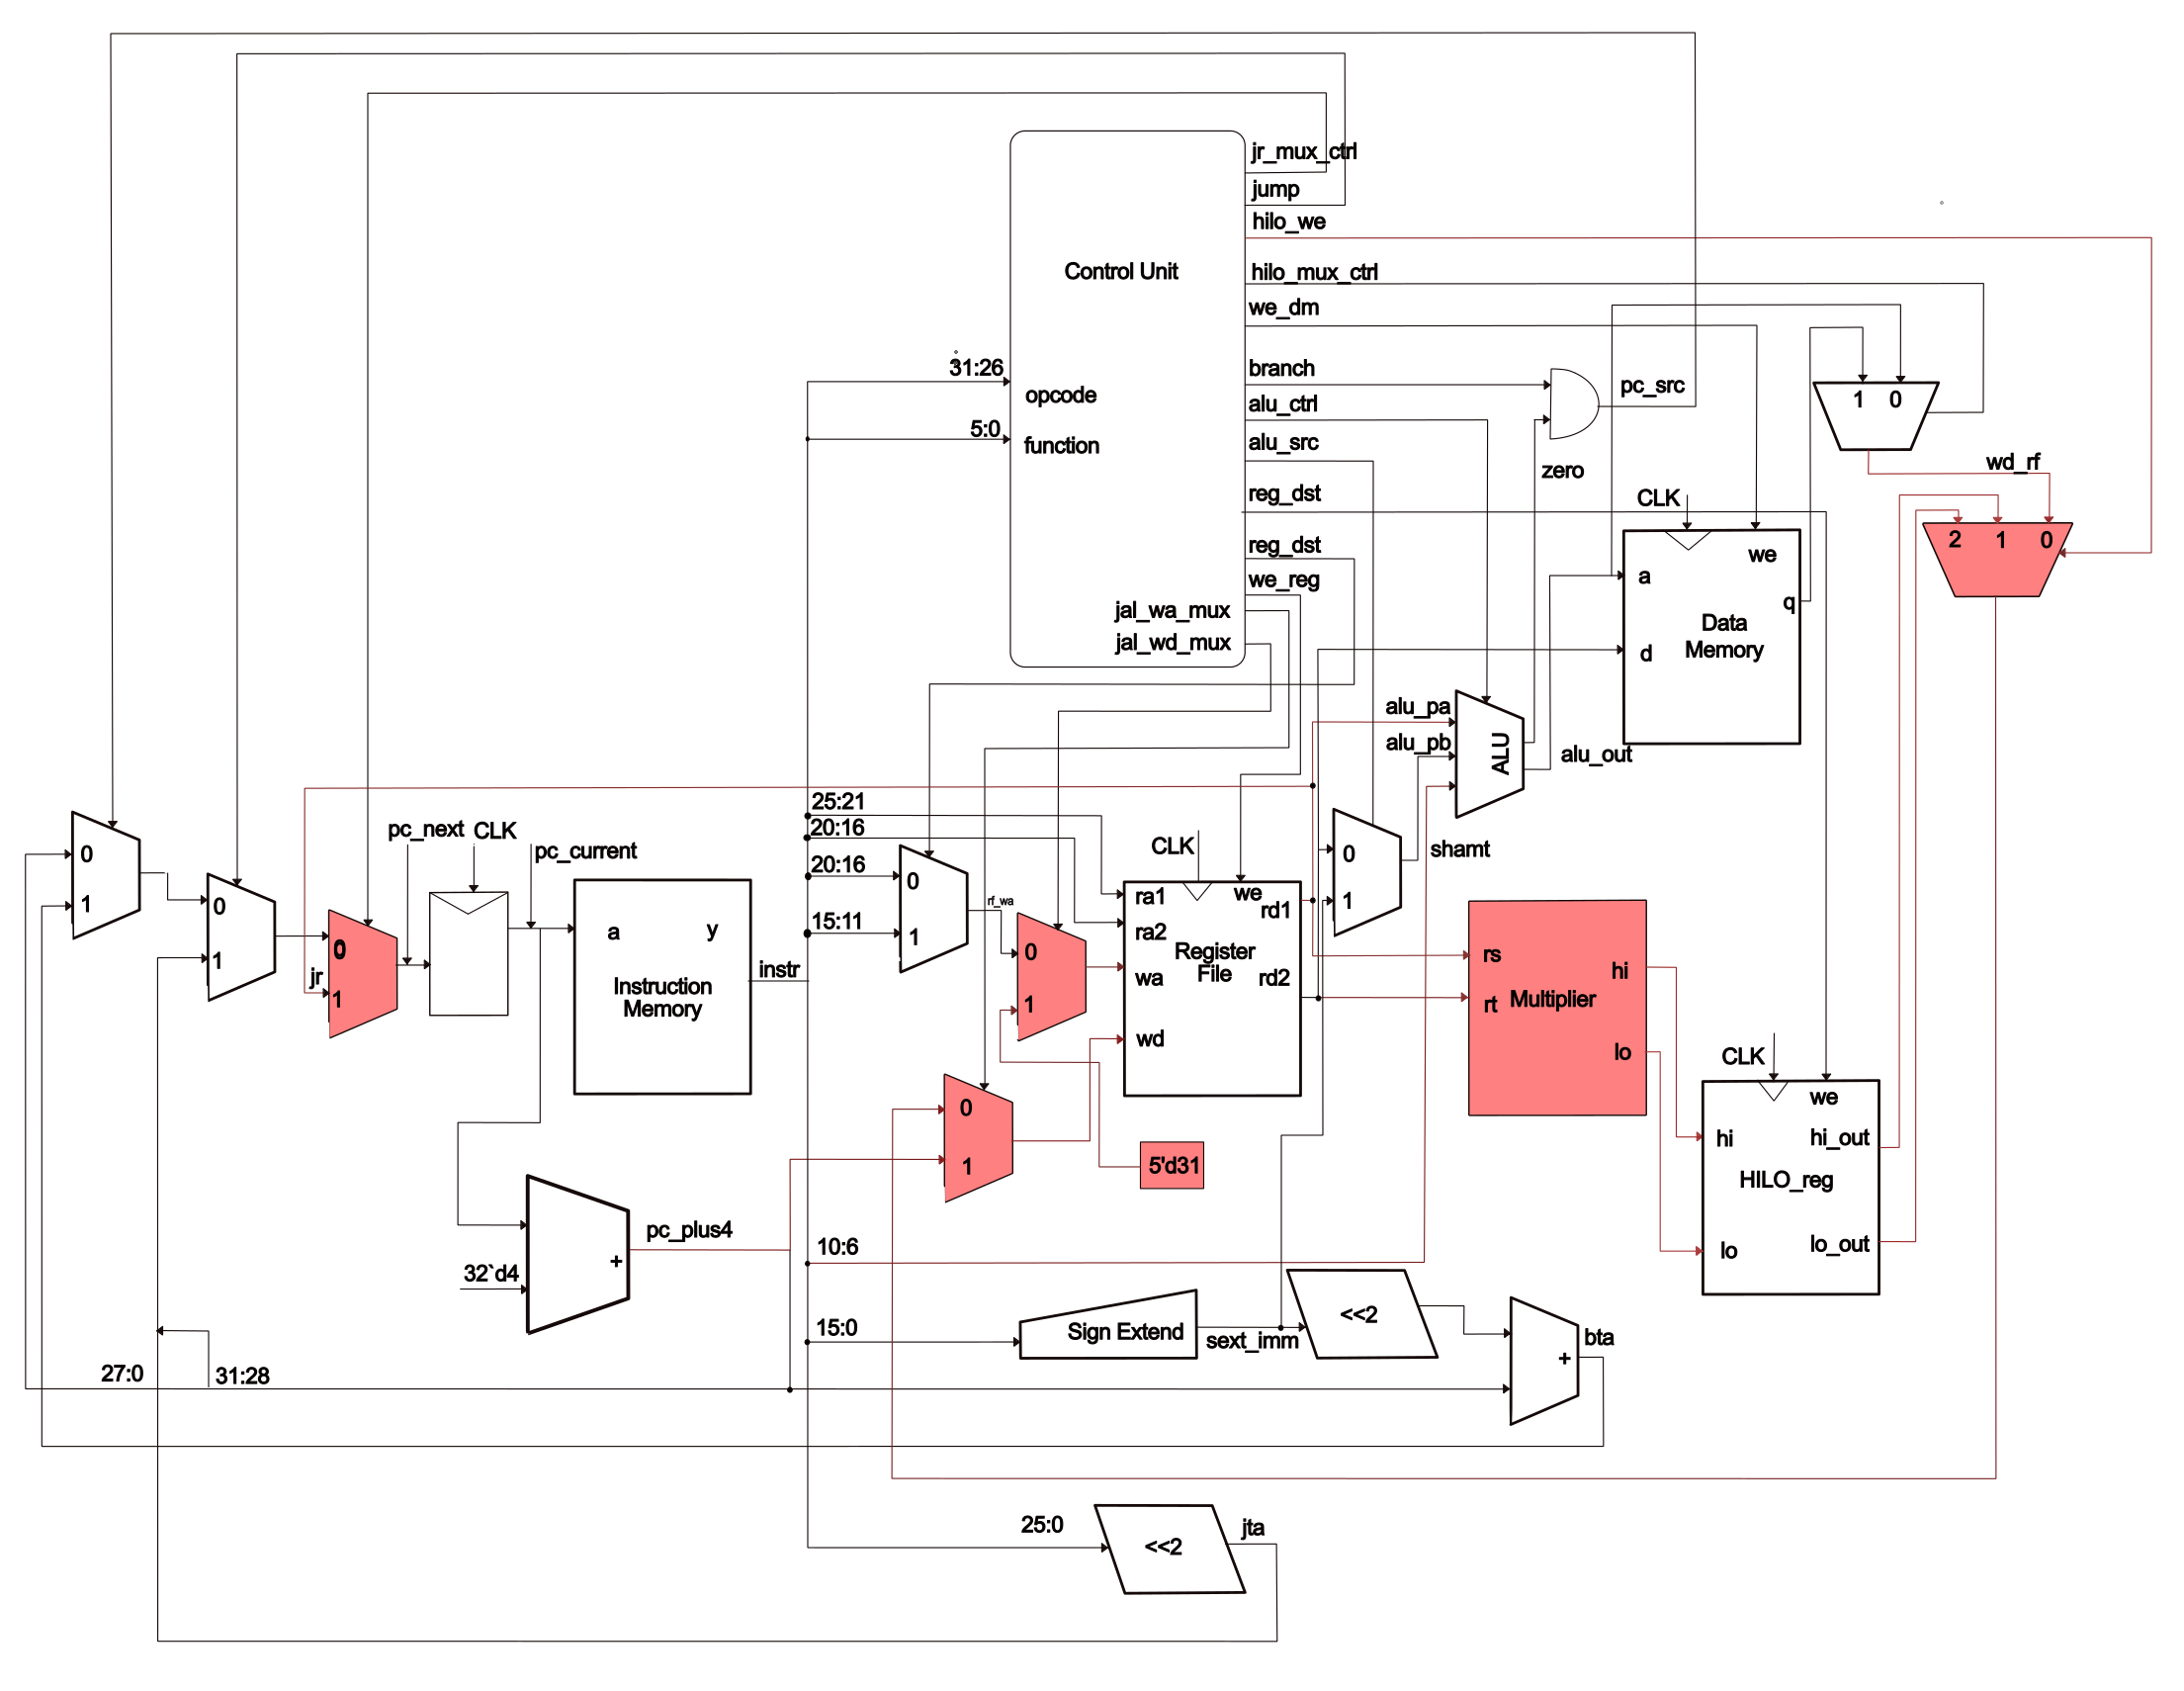 jr_mux_ctrl
jump
hilo_we
Control Unit
hilo_mux_ctrl
we_dm
31:26
opcode
branch
pc_src
1 0
alu_ctrl
5:0
function
alu_src
zero
wd_rf
reg_dst
CLK
2 1 0
reg_dst
we
we_reg
a
q
jal_wa_mux
Data
Memory
jal_wd_mux
d
alu_pa
alu_pb
ALU
alu_out
25:21
20:16
pc_next
CLK
pc_current
CLK
shamt
0
1
20:16
0
15:11
1
rf_wa
0
1
ra1
we
rd1
ra2
Register
File
rd2
wa
wd
0
1
0
1
jr
0
1
a
y
Instruction
Memory
instr
0
1
rs
hi
rt
Multiplier
lo
CLK
we
hi
hi_out
HILO_reg
lo
lo_out
0
1
5'd31
pc_plus4
+
32`d4
10:6
15:0
Sign Extend
sext_imm
<<2
bta
+
27:0
31:28
25:0
<<2
jta